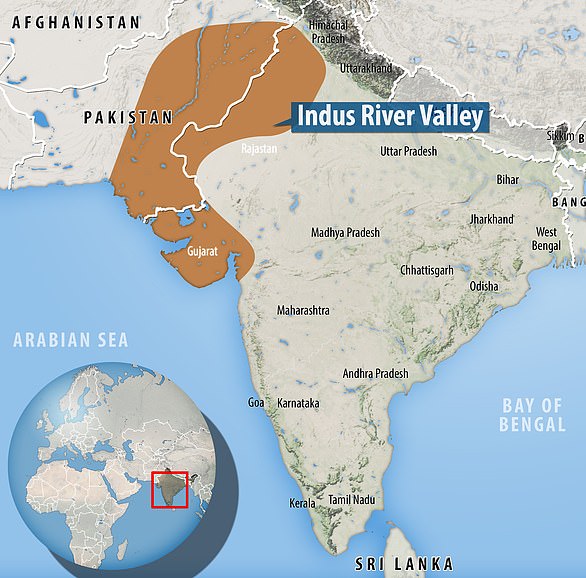 AFGHANISTAN
Himachal
Pradesh
Uttarakhand
PAKISTAN
Indus River Valley
Sikkim
B
Rajastan
Uttar Pradesh
Bihar
BANG
Jharkhand
West
Bengal
Gujarat
Madhya Pradesh
Chhattisgarh
Odisha
Maharashtra
ARABIAN SEA
Andhra Pradesh
Goa
Karnataka
BAY OF
BENGAL
Kerala
Tamil Nadu
SRI LANKA